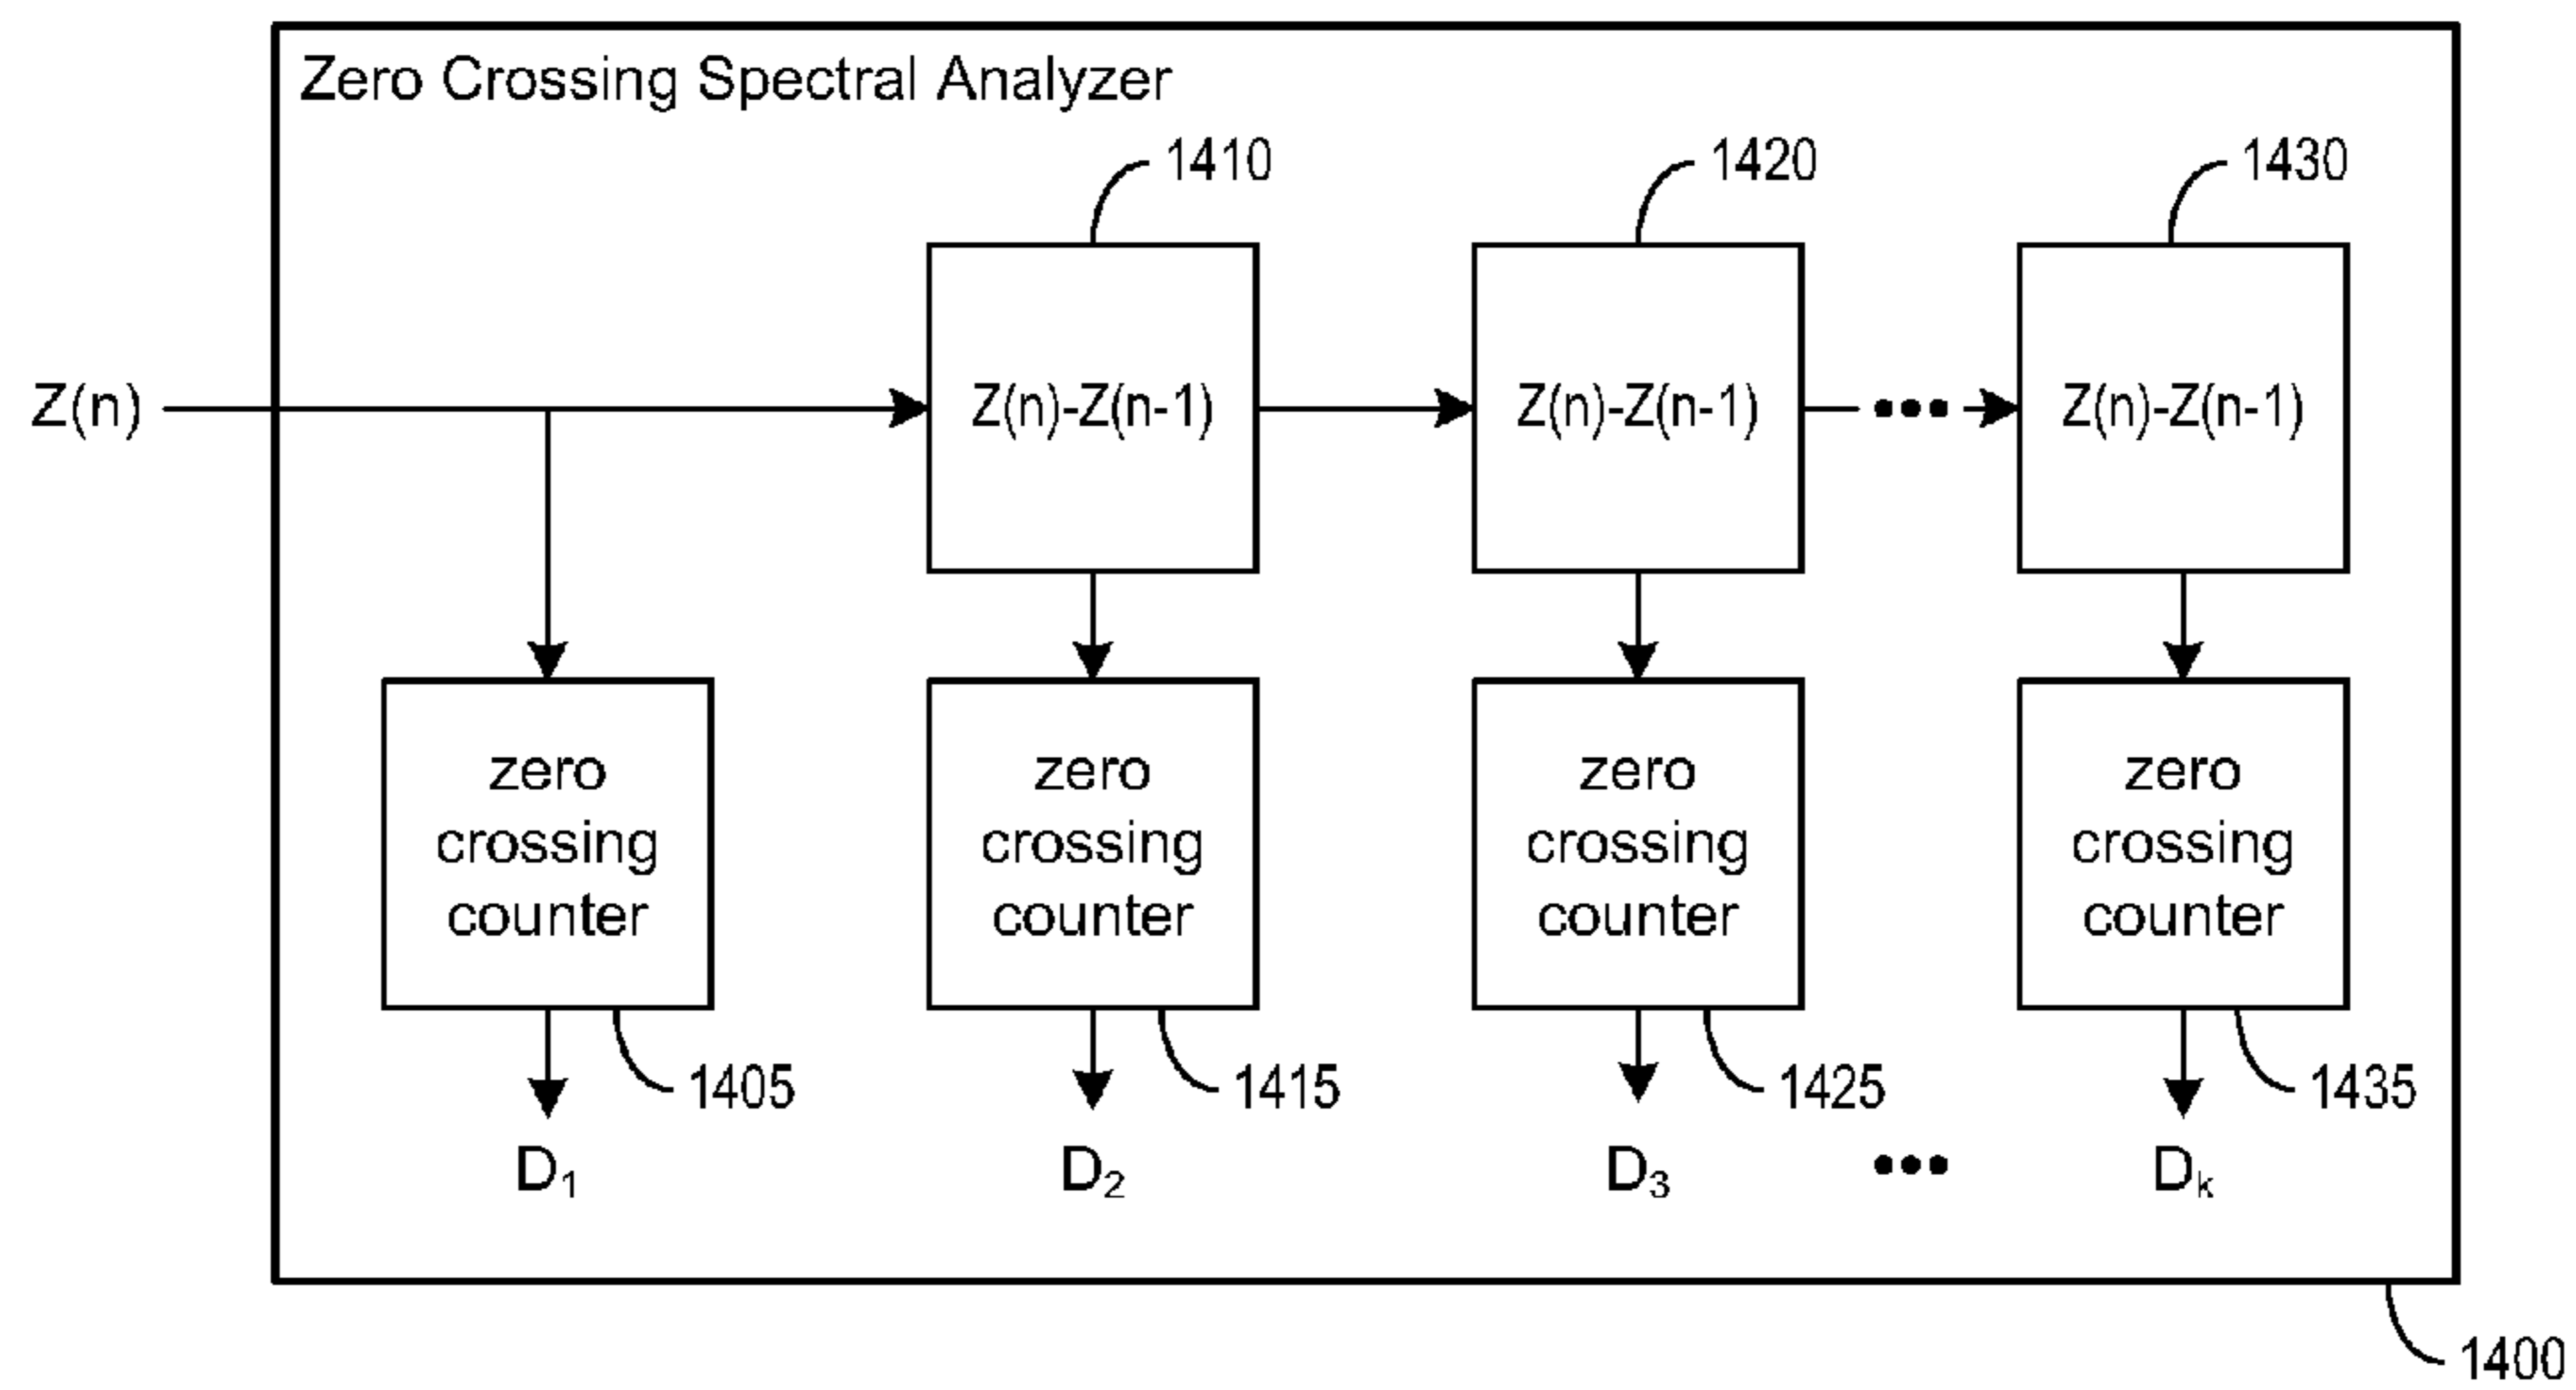 Zero Crossing Spectral Analyzer
1410
1420
1430
Z(n)
Z(n)-Z(n-1)
Z(n)-Z(n-1)
•••
Z(n)-Z(n-1)
zero
crossing
counter
zero
crossing
counter
zero
crossing
counter
zero
crossing
counter
1405
1415
1425
1435
D₁
D₂
D₃
•••
Dₖ
1400